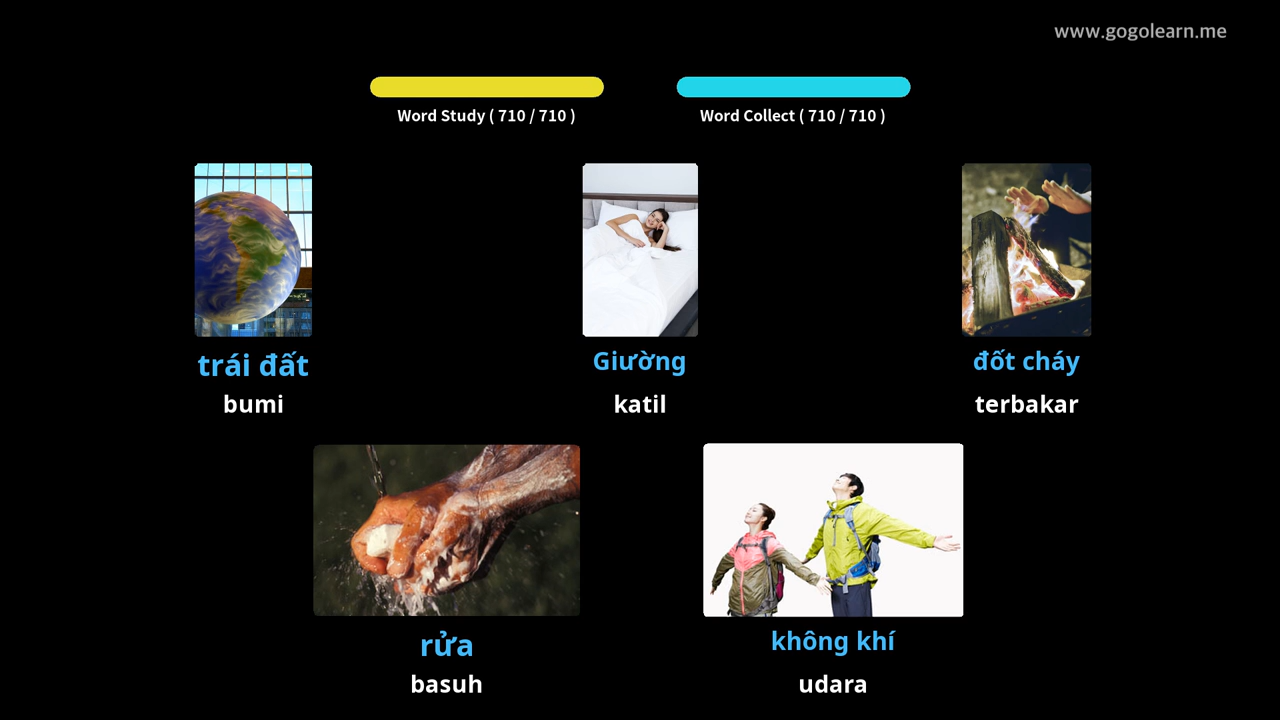 www.gogolearn.me
Word Study ( 710 / 710 )
Word Collect ( 710 / 710 )
trái đất
bumi
Giường
katil
đốt cháy
terbakar
rửa
basuh
không khí
udara